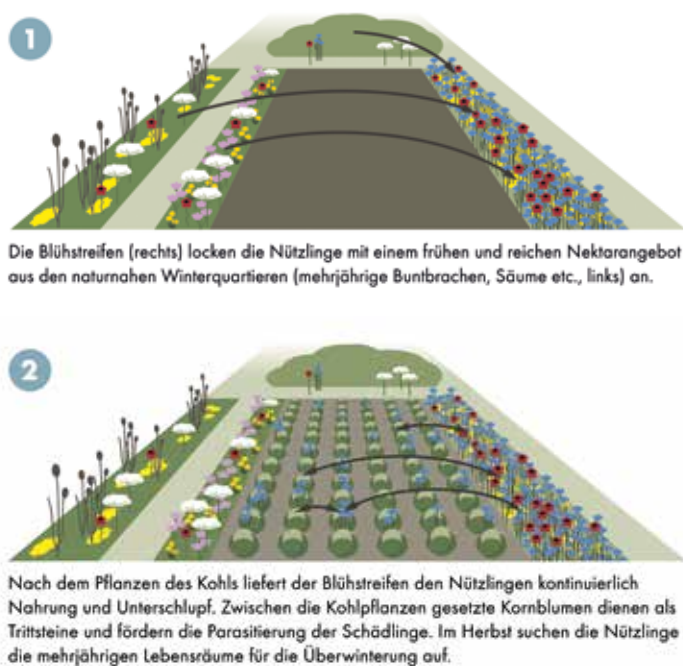 1
Die Blühstreifen (rechts) locken die Nützlinge mit einem frühen und reichen Nektarangebot
aus den naturnahen Winterquartieren (mehrjährige Buntbrachen, Säume etc., links) an.
2
Nach dem Pflanzen des Kohls liefert der Blühstreifen den Nützlingen kontinuierlich
Nahrung und Unterschlupf. Zwischen die Kohlpflanzen gesetzte Kornblumen dienen als
Trittsteine und fördern die Parasitierung der Schädlinge. Im Herbst suchen die Nützlinge
die mehrjährigen Lebensräume für die Überwinterung auf.